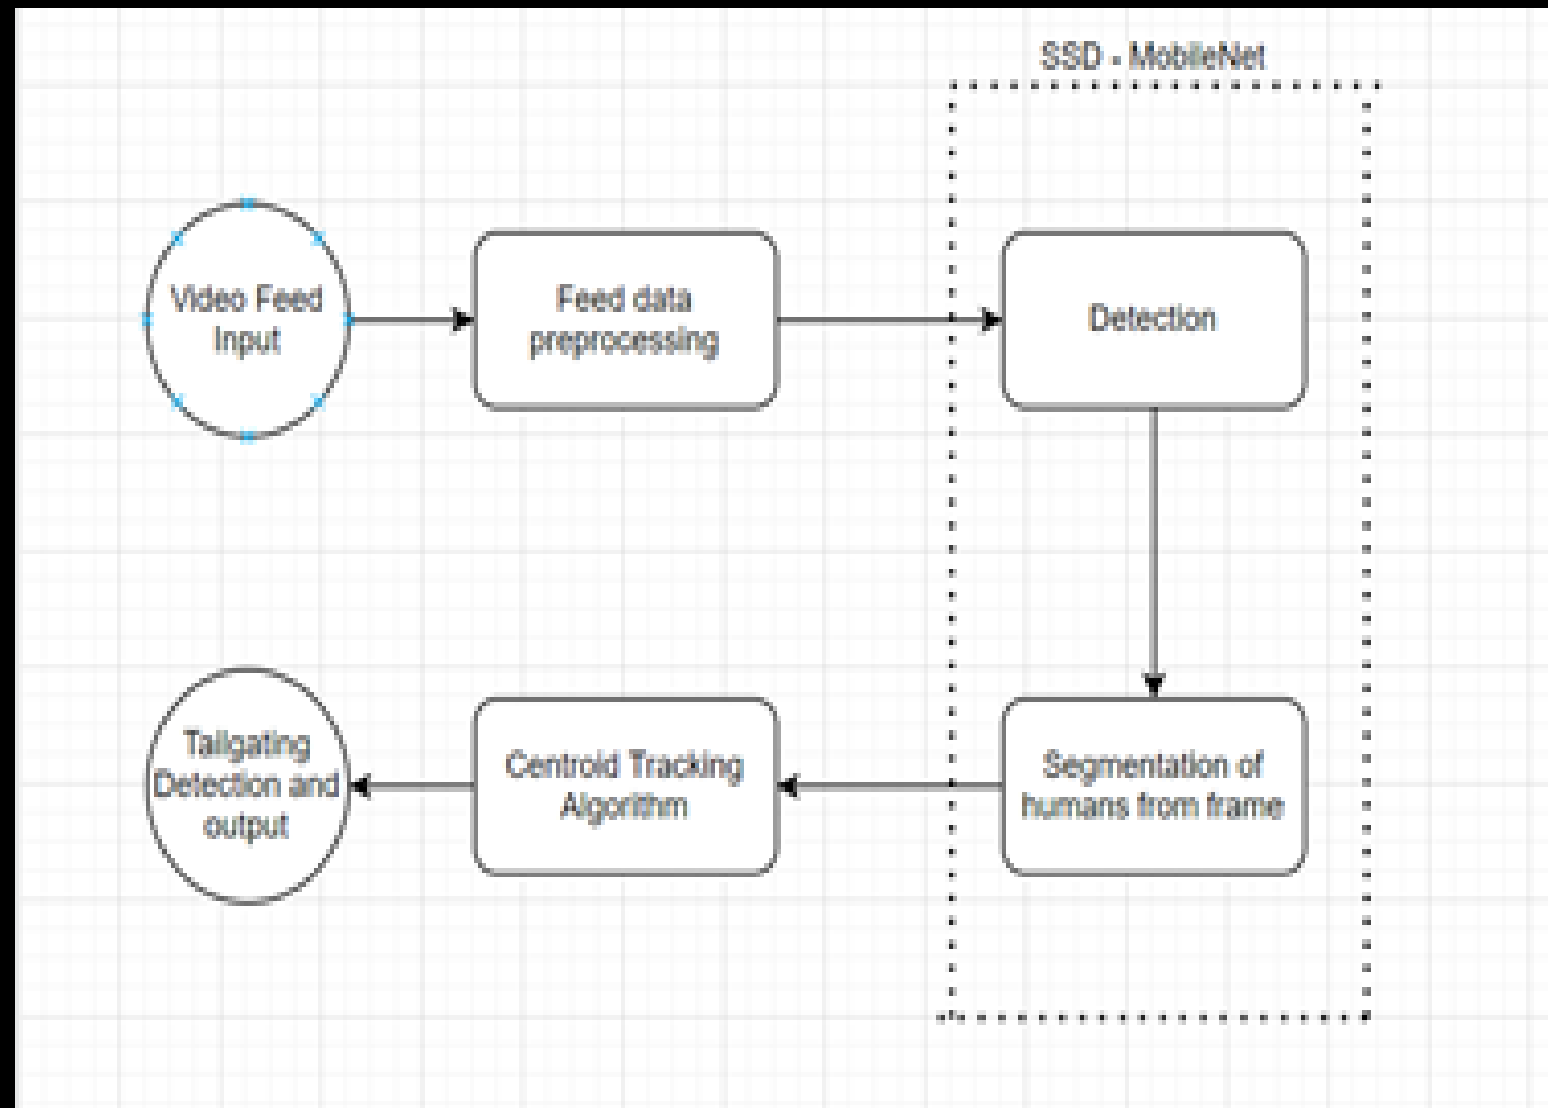 SSD - MobileNet
Video Feed
Input
Feed data
preprocessing
Detection
Tailgating
Detection and
output
Centroid Tracking
Algorithm
Segmentation of
humans from frame